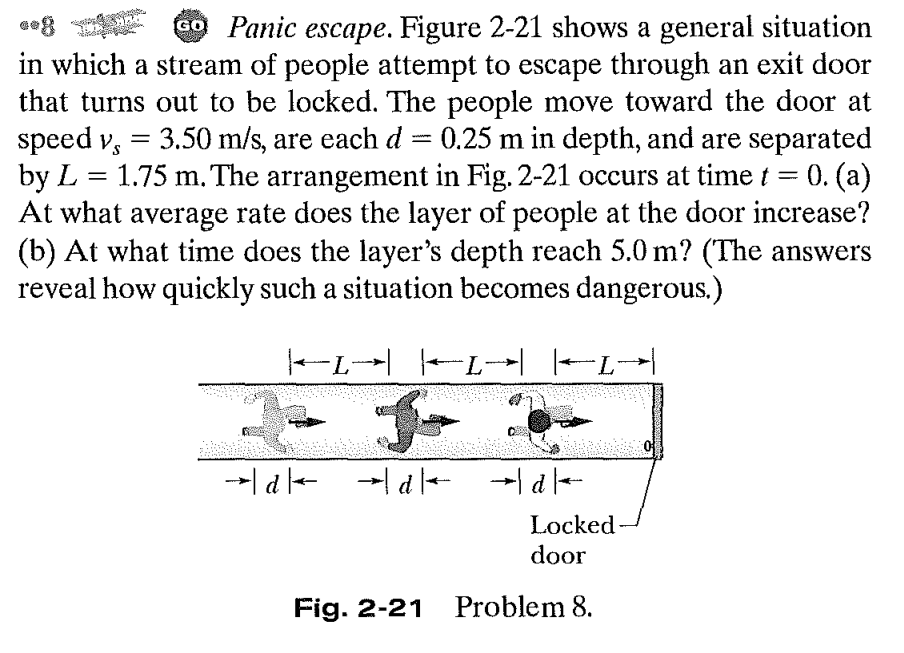 ••8 GO Panic escape. Figure 2-21 shows a general situation
in which a stream of people attempt to escape through an exit door
that turns out to be locked. The people move toward the door at
speed vₛ = 3.50 m/s, are each d = 0.25 m in depth, and are separated
by L = 1.75 m. The arrangement in Fig. 2-21 occurs at time t = 0. (a)
At what average rate does the layer of people at the door increase?
(b) At what time does the layer's depth reach 5.0 m? (The answers
reveal how quickly such a situation becomes dangerous.)
L L L
0
d d d
Locked
door
Fig. 2-21 Problem 8.